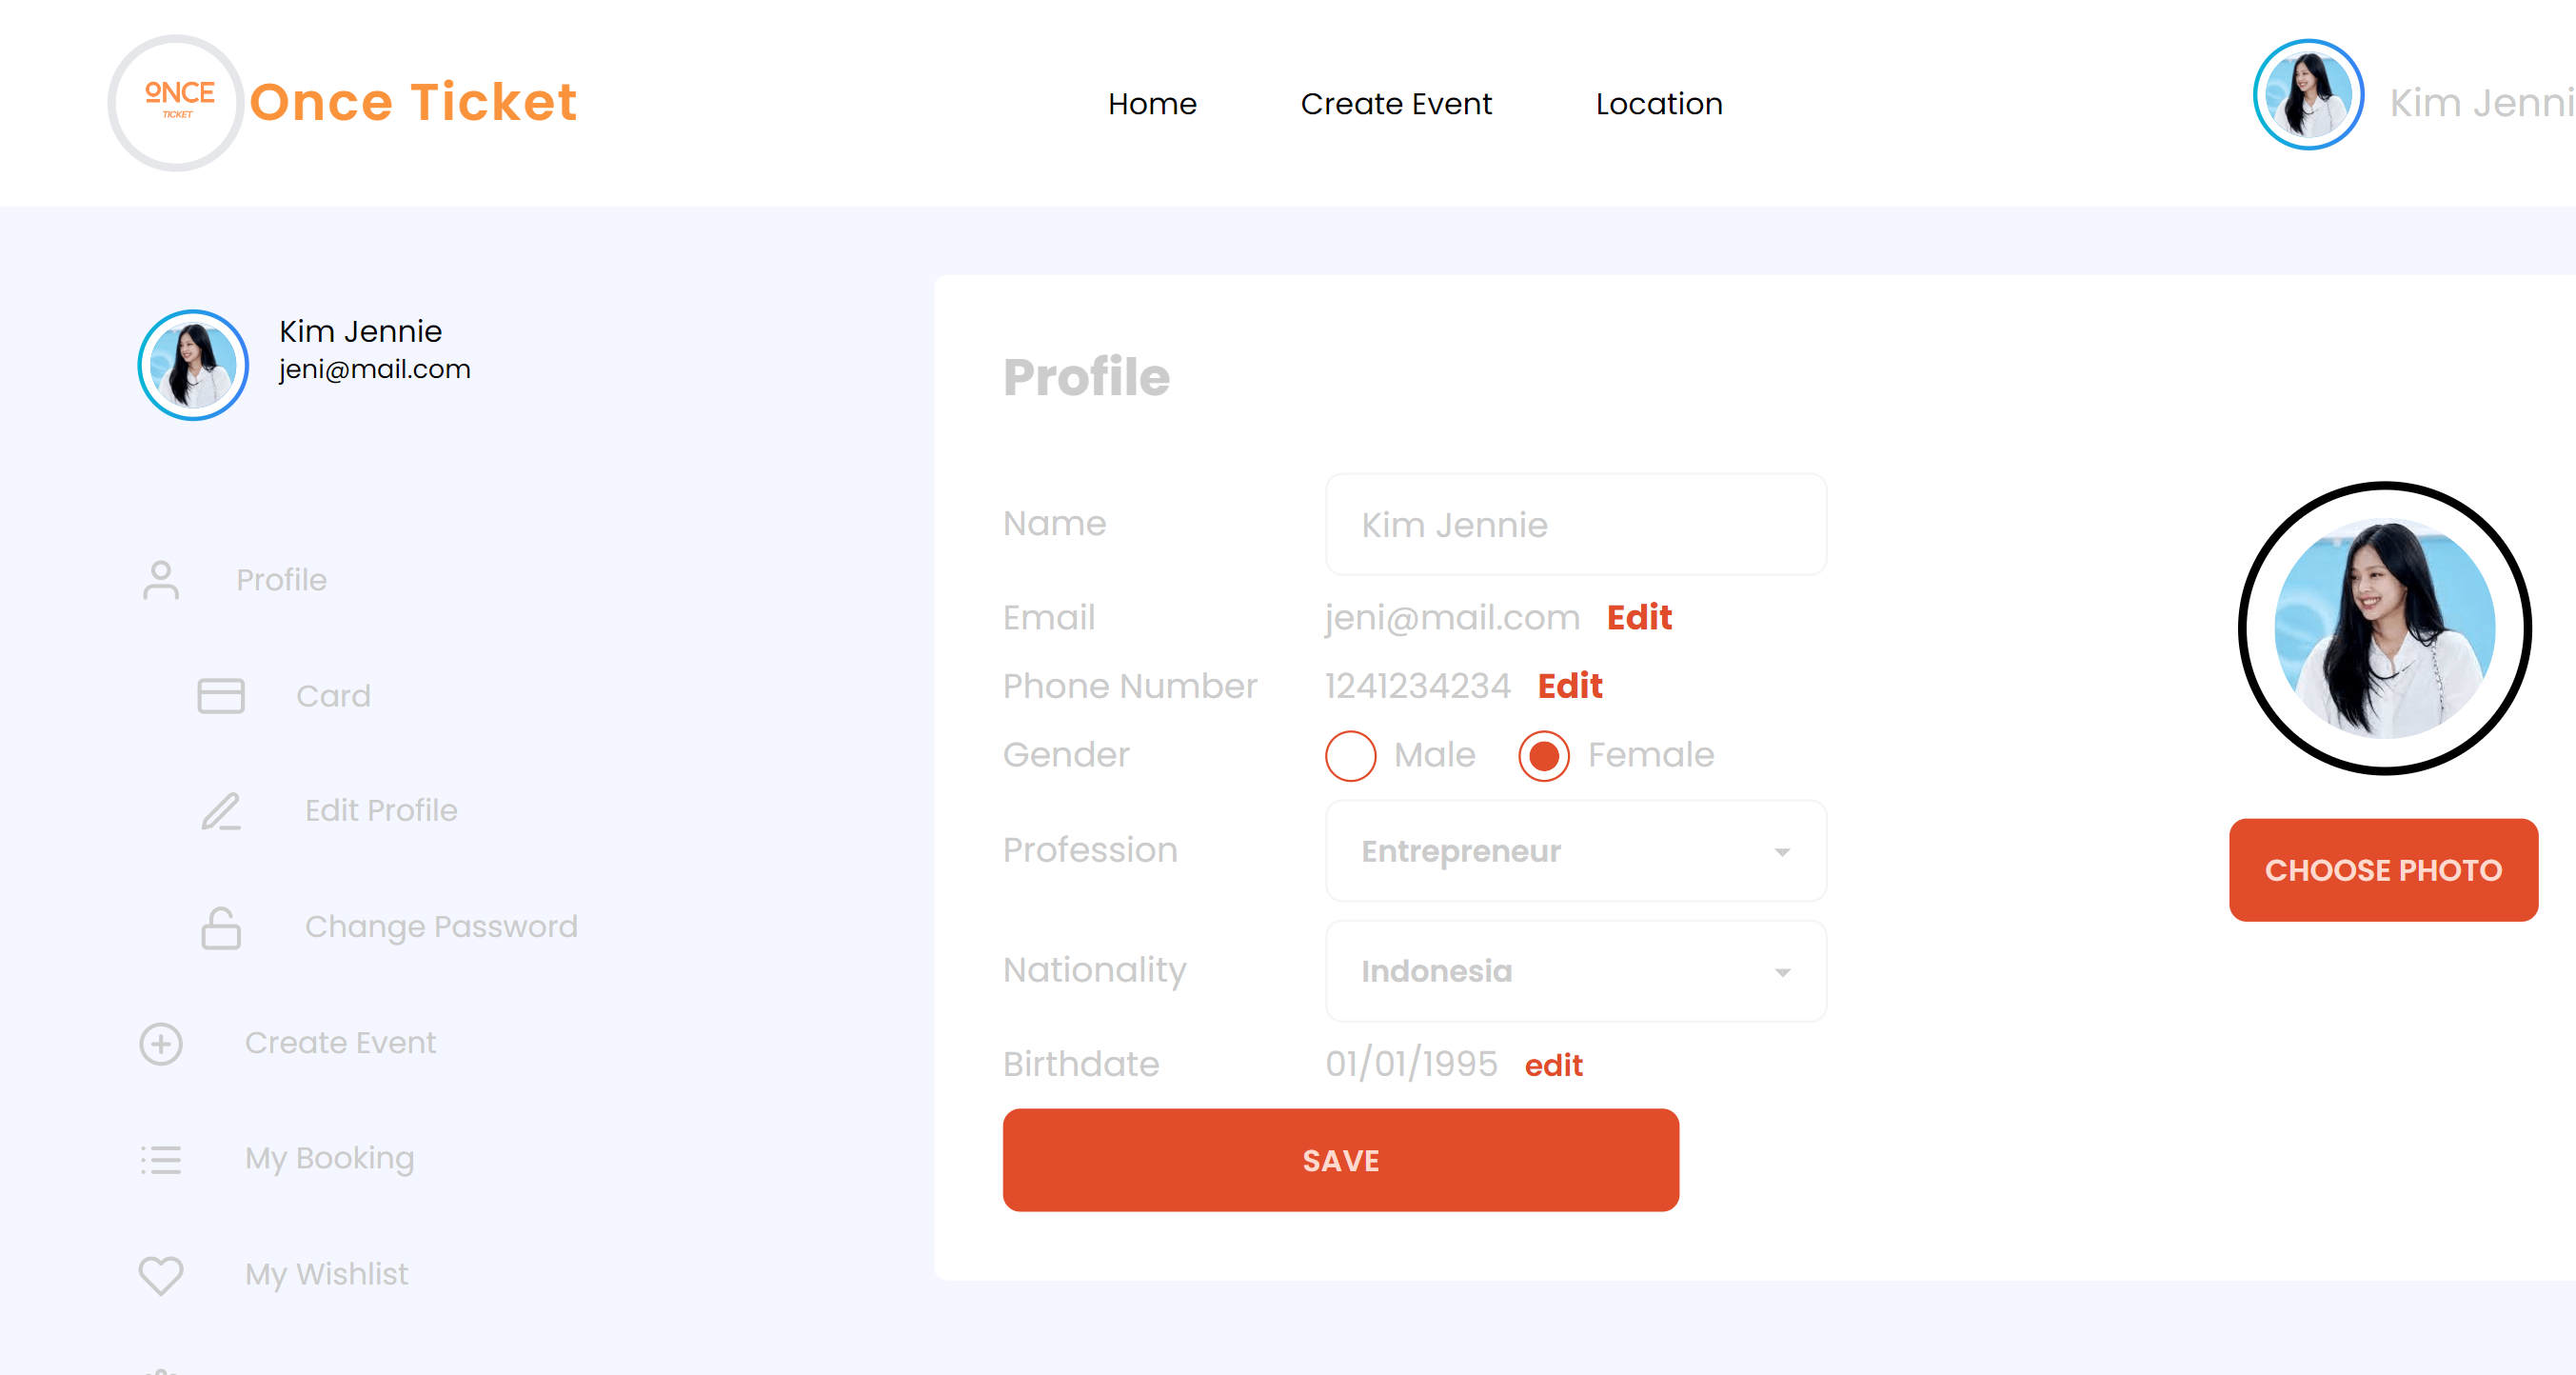 ONCE
TICKET
Once Ticket
Home
Create Event
Location
Kim Jenni
Kim Jennie
jeni@mail.com
Profile
Card
Edit Profile
Change Password
Create Event
My Booking
My Wishlist
Profile
Name
Kim Jennie
Email
jeni@mail.com Edit
Phone Number
1241234234 Edit
Gender
Male
Female
Profession
Entrepreneur
Nationality
Indonesia
Birthdate
01/01/1995 edit
SAVE
CHOOSE PHOTO